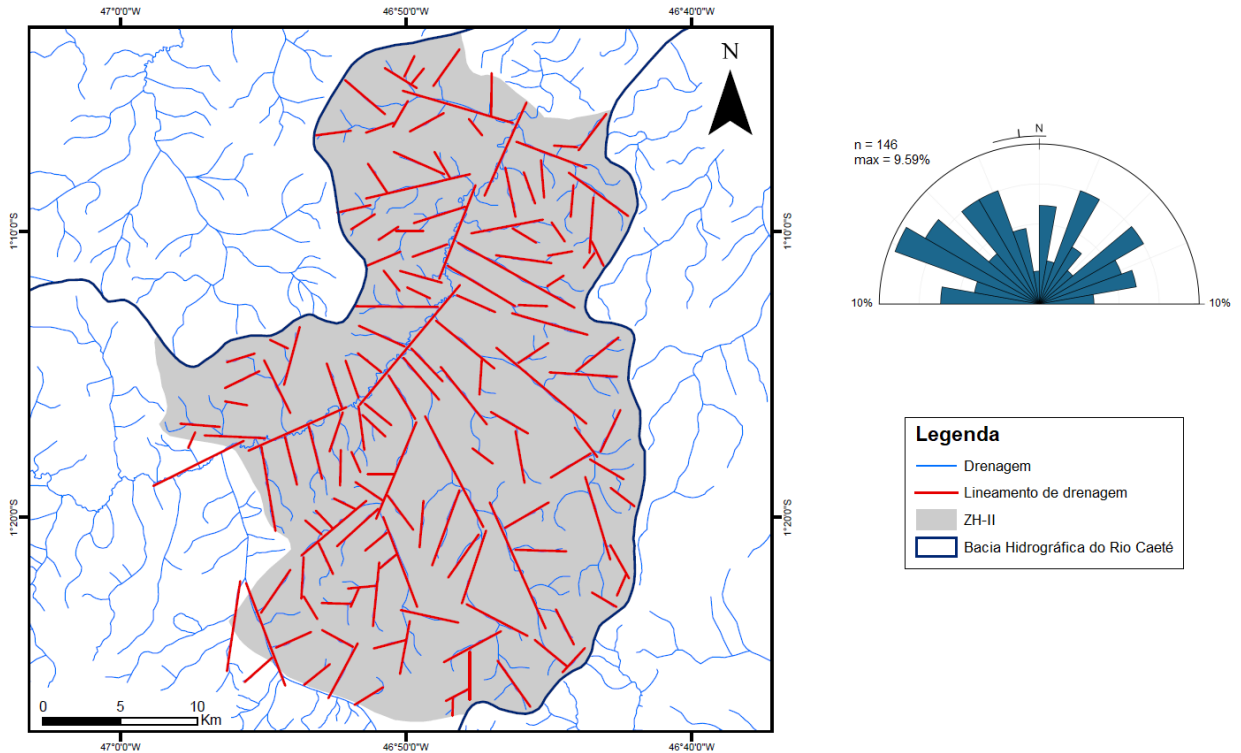 47°0'0"W
46°50'0"W
46°40'0"W
N
1°10'0"S
1°10'0"S
1°20'0"S
1°20'0"S
0
5
10
Km
47°0'0"W
46°50'0"W
46°40'0"W
N
n = 146
max = 9.59%
10%
10%
Legenda
Drenagem
Lineamento de drenagem
ZH-II
Bacia Hidrográfica do Rio Caeté